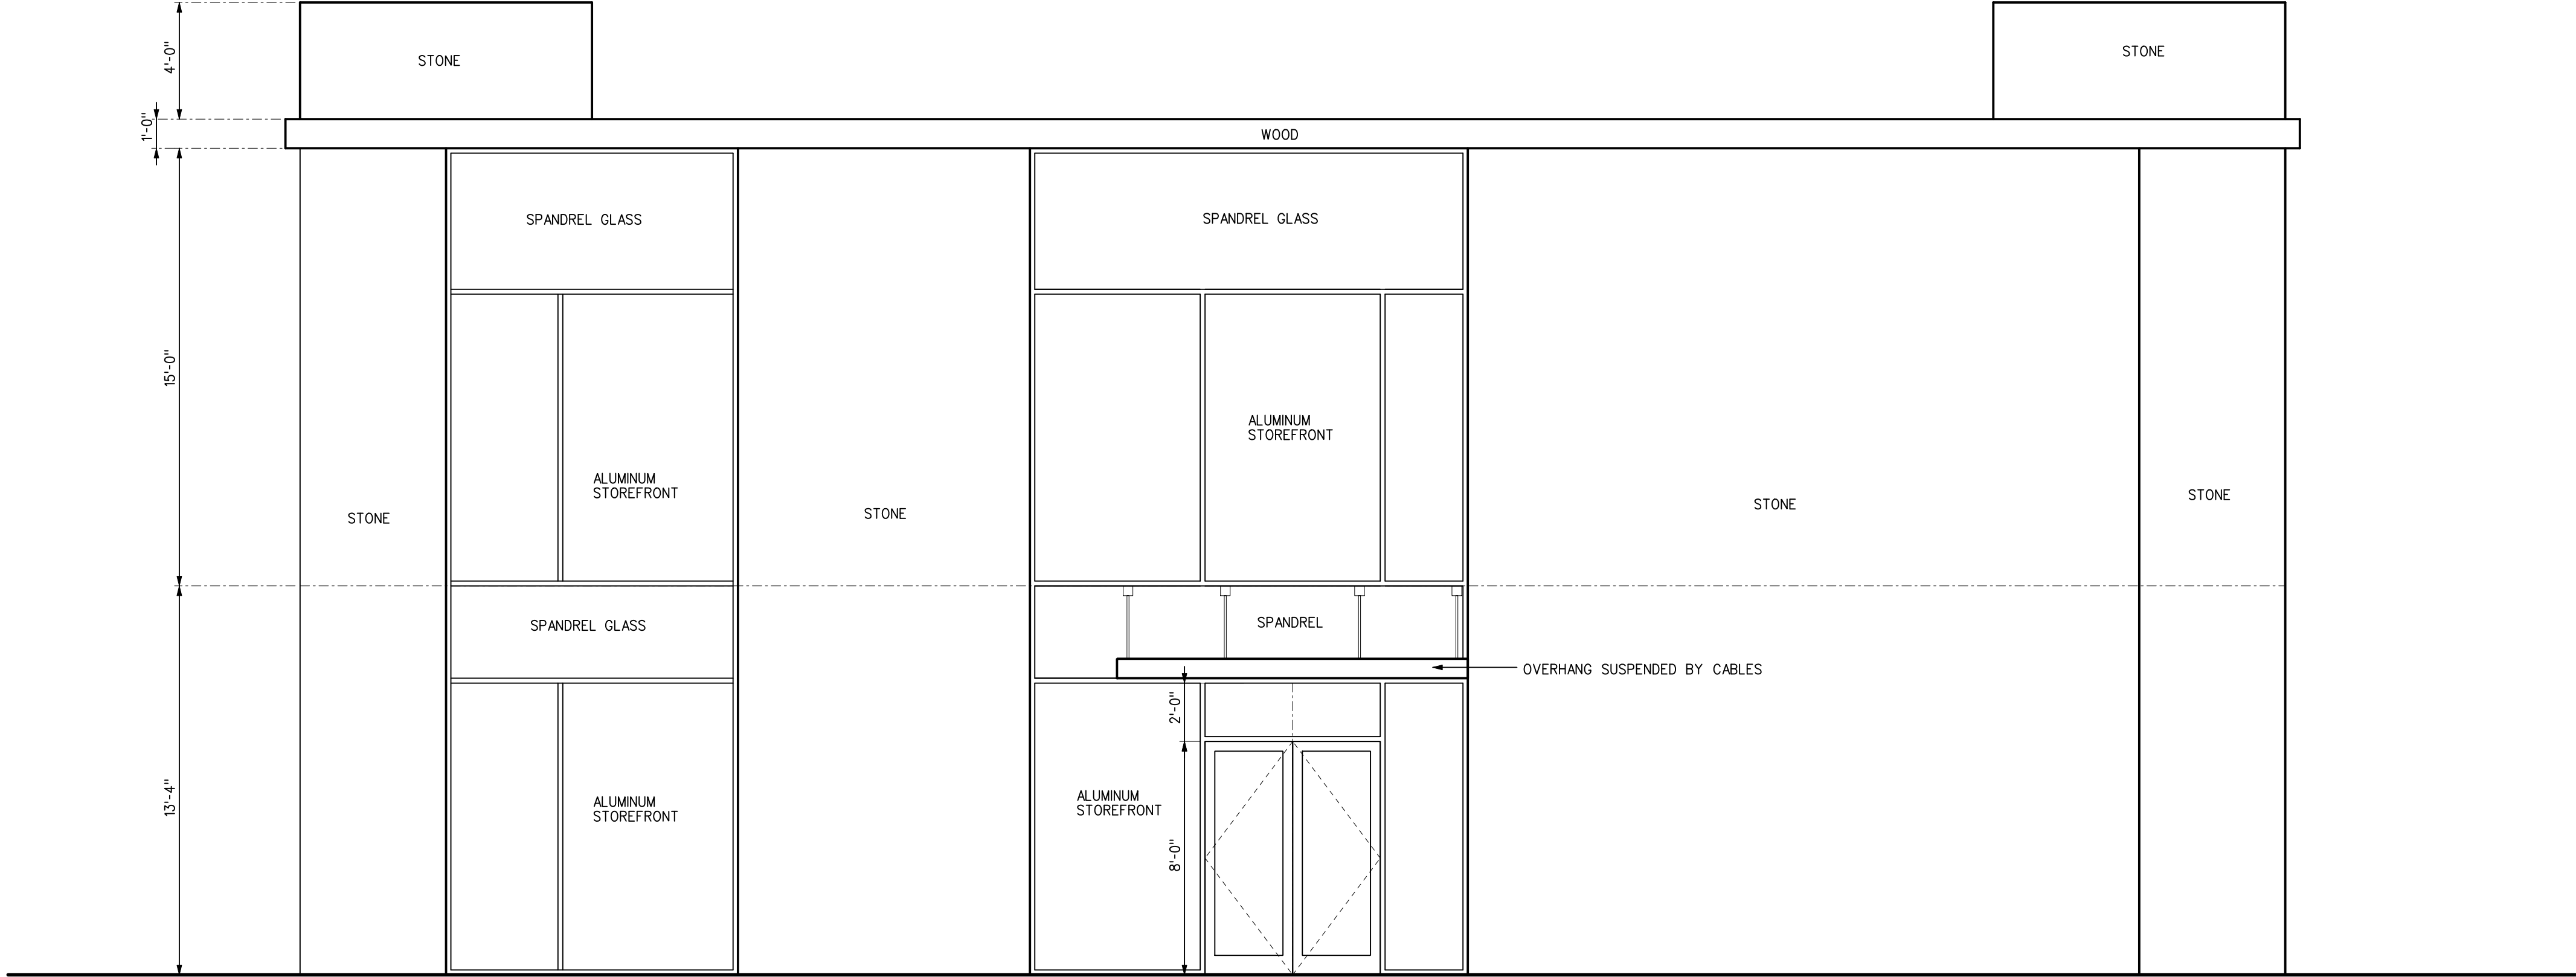 4'-0"
STONE
STONE
1'-0"
WOOD
SPANDREL GLASS
SPANDREL GLASS
15'-0"
ALUMINUM
STOREFRONT
ALUMINUM
STOREFRONT
STONE
STONE
STONE
STONE
SPANDREL GLASS
SPANDREL
OVERHANG SUSPENDED BY CABLES
2'-0"
13'-4"
ALUMINUM
STOREFRONT
ALUMINUM
STOREFRONT
8'-0"